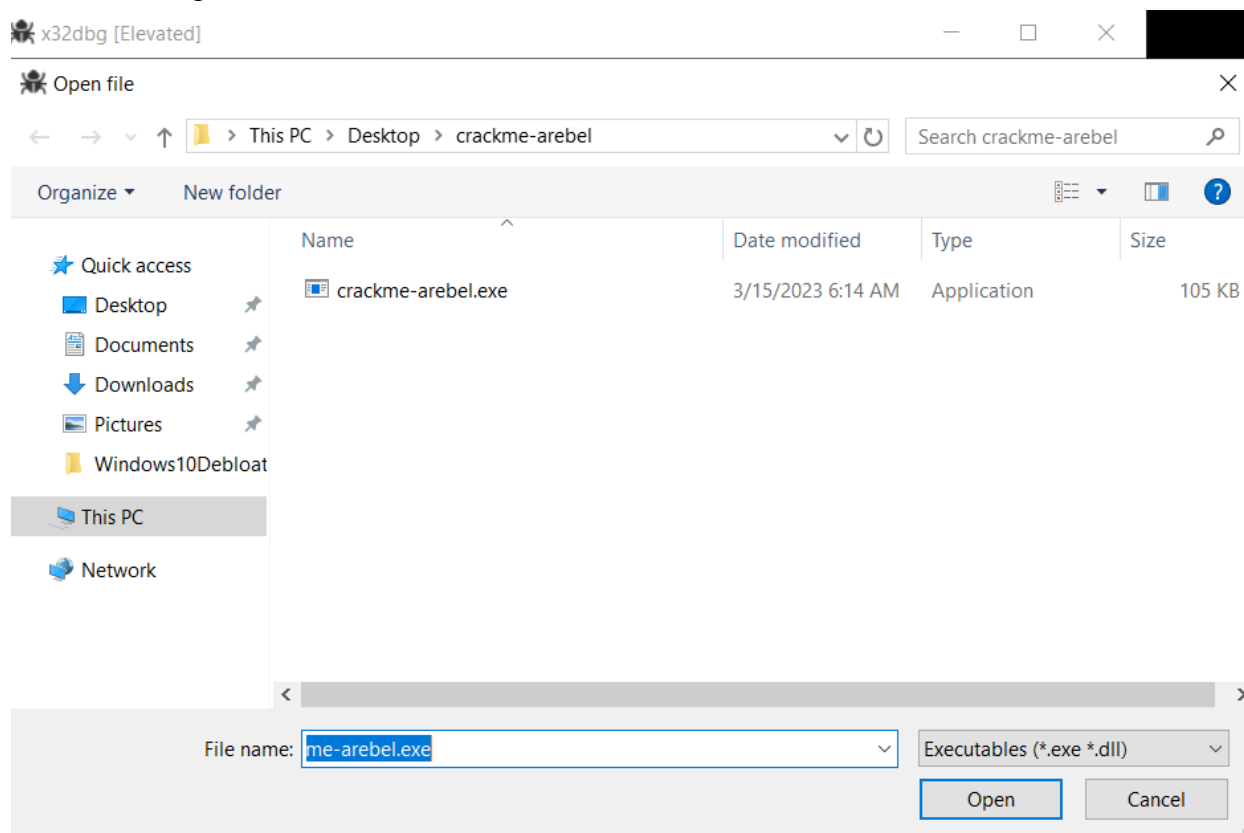 x32dbg [Elevated]
Open file
This PC > Desktop > crackme-arebel
Search crackme-arebel
Organize
New folder
Name
Date modified
Type
Size
Quick access
crackme-arebel.exe
3/15/2023 6:14 AM
Application
105 KB
Desktop
Documents
Downloads
Pictures
Windows10Debloat
This PC
Network
File name:
me-arebel.exe
Executables (*.exe *.dll)
Open
Cancel